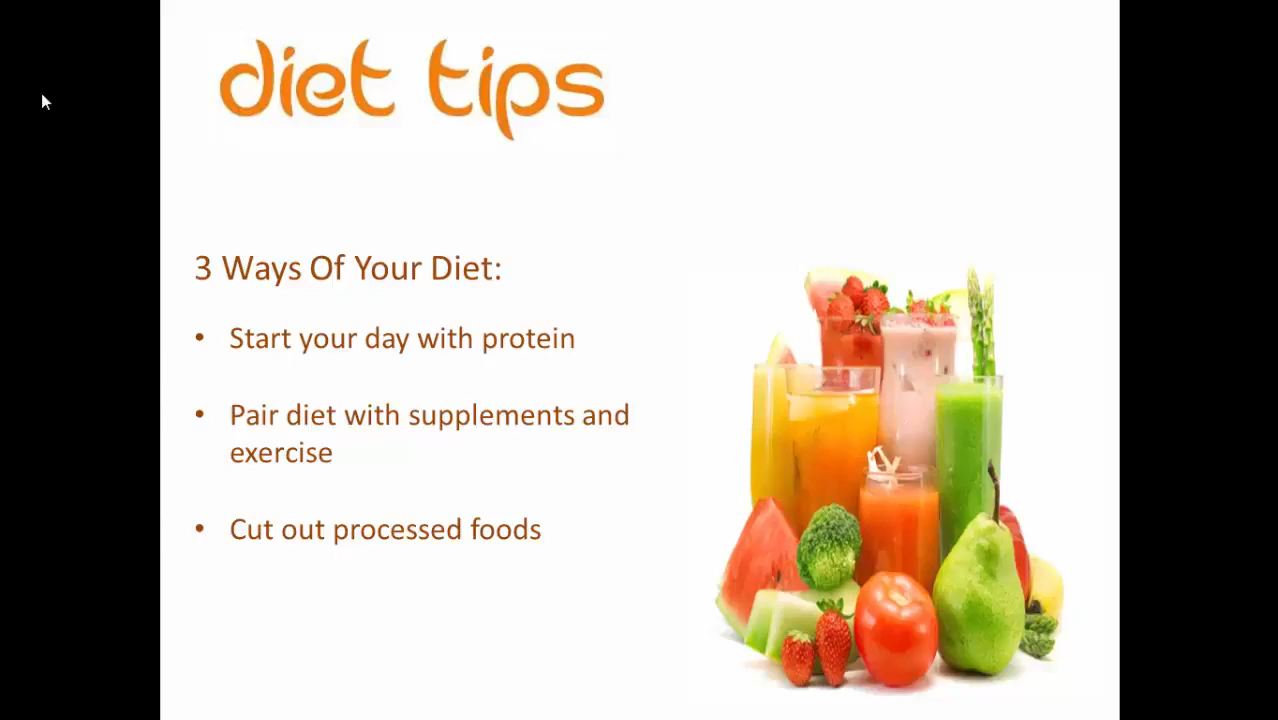 diet tips
3 Ways Of Your Diet:
• Start your day with protein
• Pair diet with supplements and
exercise
• Cut out processed foods